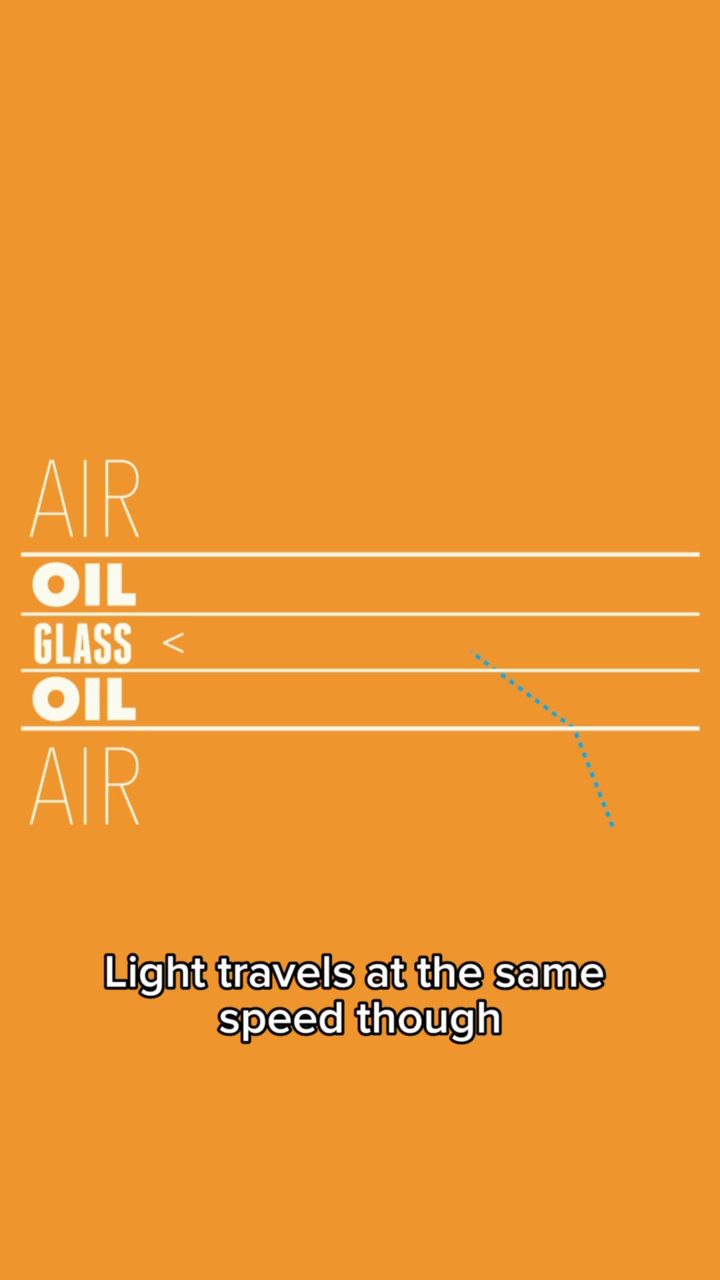 AIR
OIL
GLASS <
OIL
AIR
Light travels at the same
speed though